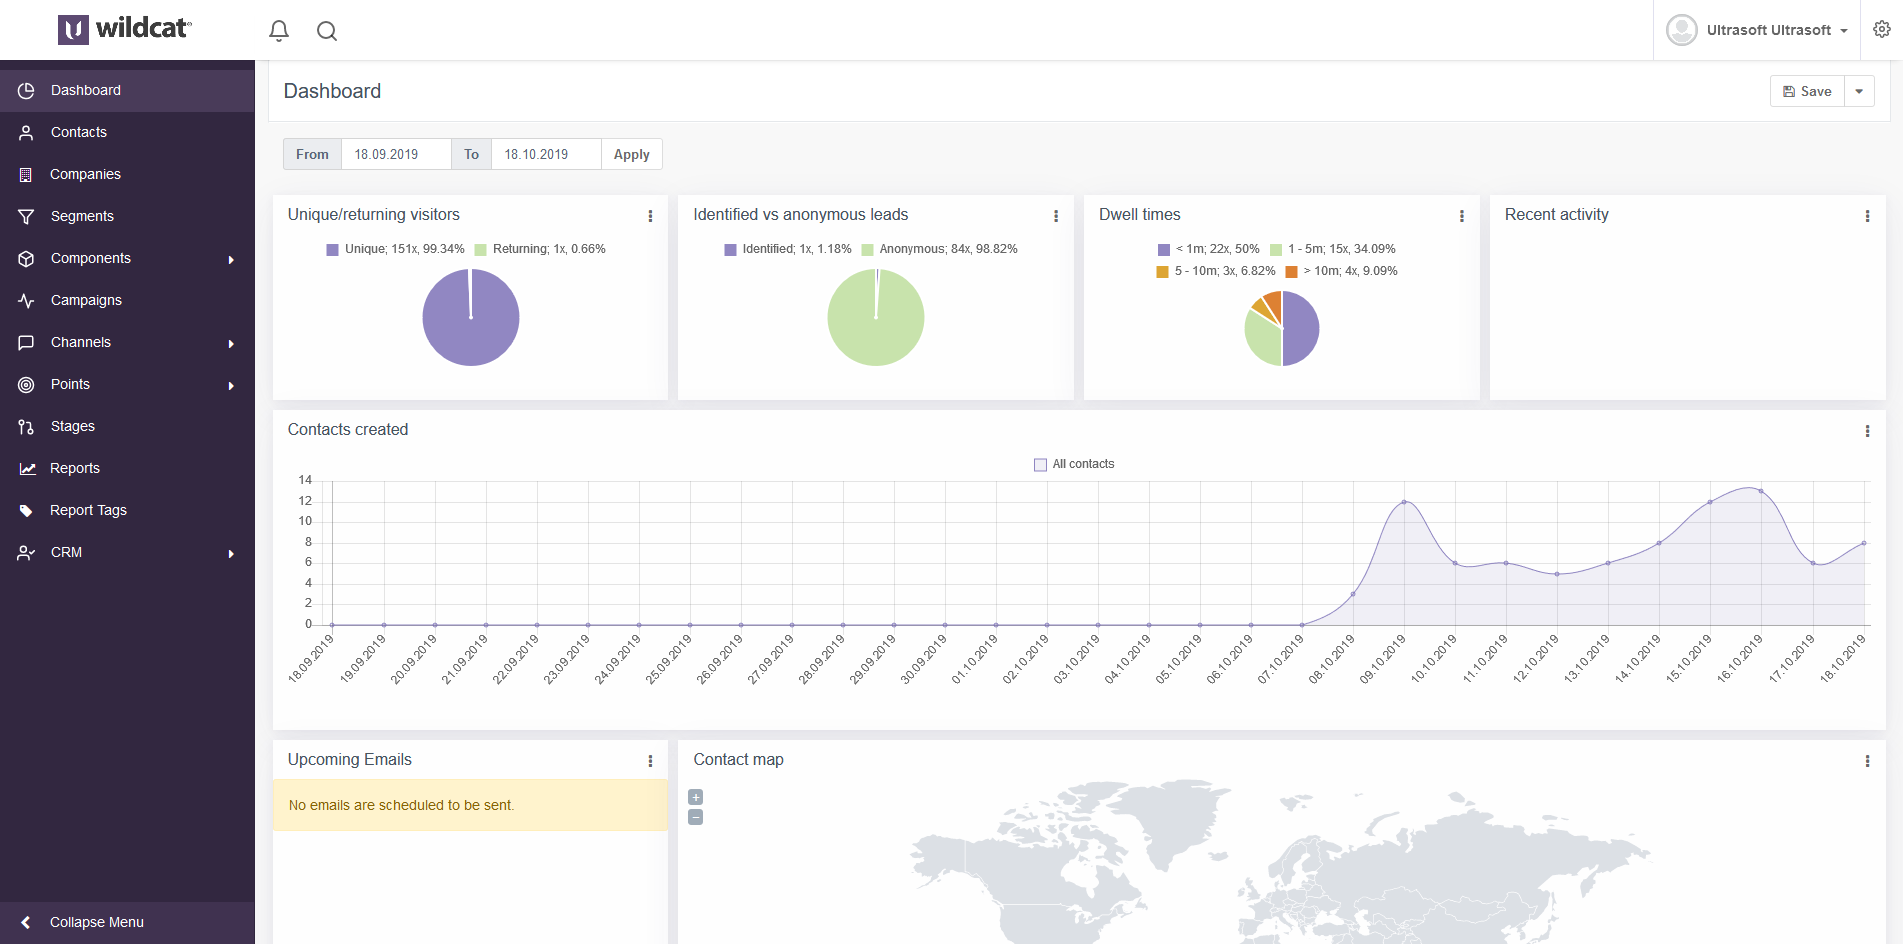 wildcat®
Ultrasoft Ultrasoft
Dashboard
Contacts
Companies
Segments
Components
Campaigns
Channels
Points
Stages
Reports
Report Tags
CRM
Collapse Menu
Dashboard
Save
From 18.09.2019 To 18.10.2019 Apply
Unique/returning visitors
Unique; 151x, 99.34% Returning; 1x, 0.66%
Identified vs anonymous leads
Identified; 1x, 1.18% Anonymous; 84x, 98.82%
Dwell times
< 1m; 22x, 50% 1 - 5m; 15x, 34.09%
5 - 10m; 3x, 6.82% > 10m; 4x, 9.09%
Recent activity
Contacts created
All contacts
14
12
10
8
6
4
2
0
18.09.2019 19.09.2019 20.09.2019 21.09.2019 22.09.2019 23.09.2019 24.09.2019 25.09.2019 26.09.2019 27.09.2019 28.09.2019 29.09.2019 30.09.2019 01.10.2019 02.10.2019 03.10.2019 04.10.2019 05.10.2019 06.10.2019 07.10.2019 08.10.2019 09.10.2019 10.10.2019 11.10.2019 12.10.2019 13.10.2019 14.10.2019 15.10.2019 16.10.2019 17.10.2019 18.10.2019
Upcoming Emails
No emails are scheduled to be sent.
Contact map
+
−